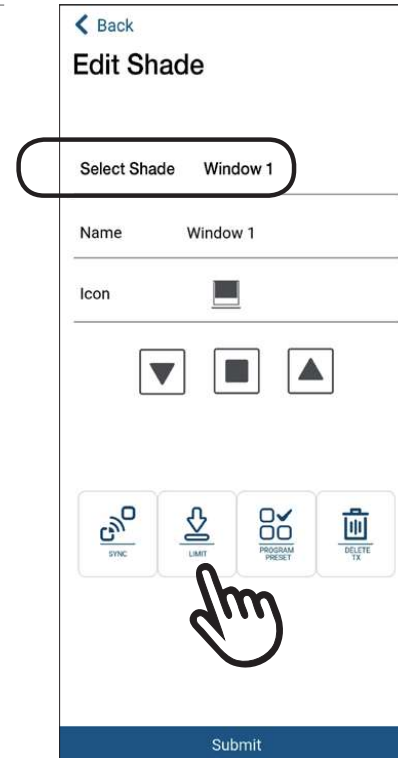 Back
Edit Shade
Select Shade Window 1
Name Window 1
Icon
SYNC
LIMIT
PROGRAM
PRESET
DELETE
TX
Submit